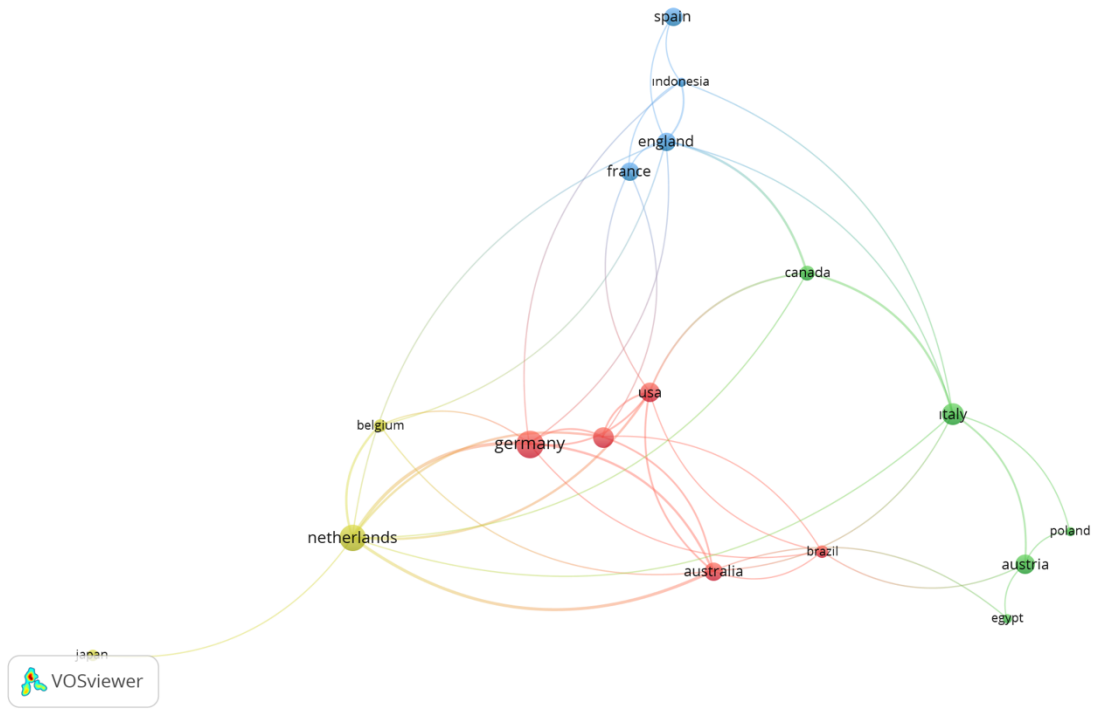 spain
indonesia
england
france
canada
usa
italy
belgium
germany
netherlands
poland
brazil
austria
australia
egypt
japan
VOSviewer